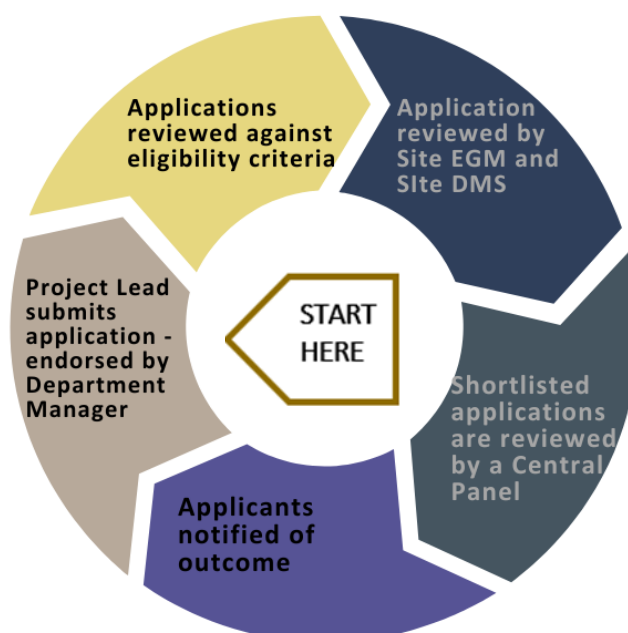 Applications
reviewed against
eligibility criteria
Application
reviewed by
Site EGM and
SIte DMS
Project Lead
submits
application -
endorsed by
Department
Manager
START
HERE
Shortlisted
applications
are reviewed
by a Central
Panel
Applicants
notified of
outcome